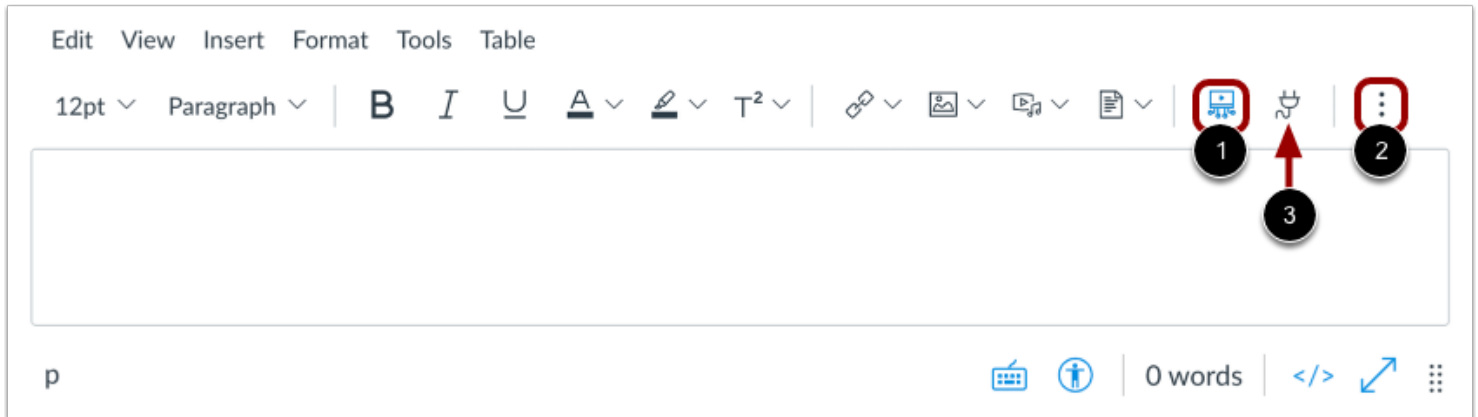 Edit View Insert Format Tools Table
12pt Paragraph B I U A T²
1 2
3
p 0 words </>